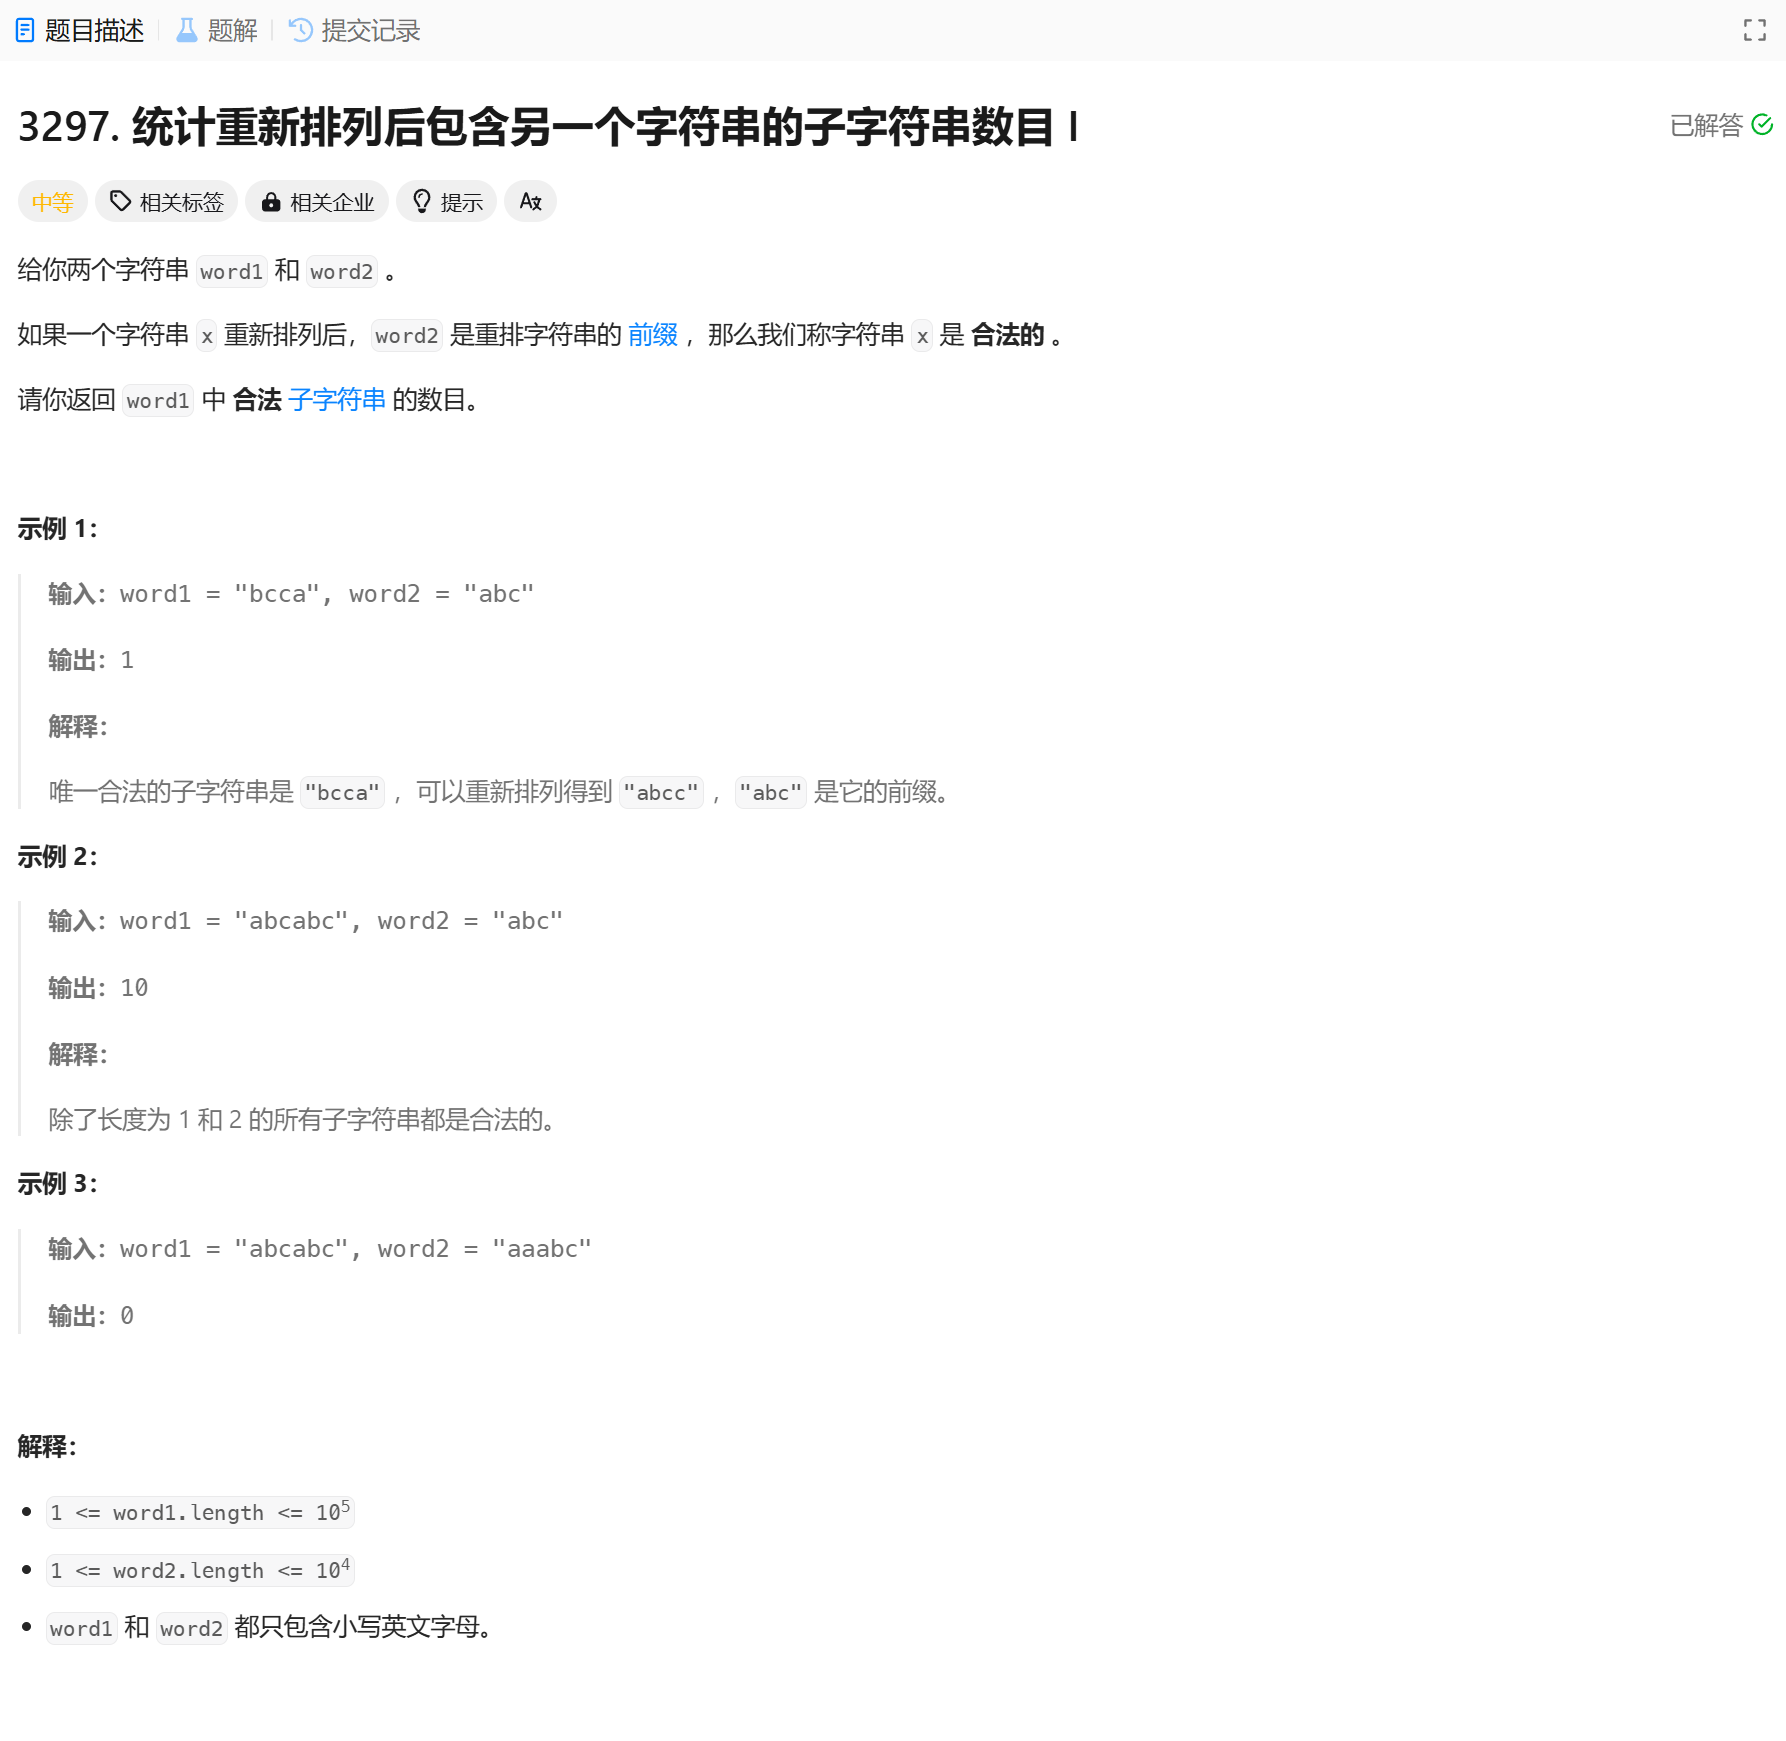 题目描述 题解 提交记录
3297. 统计重新排列后包含另一个字符串的子字符串数目 I 已解答
中等 相关标签 相关企业 提示 Ax
给你两个字符串 word1 和 word2 。
如果一个字符串 x 重新排列后，word2 是重排字符串的 前缀 ，那么我们称字符串 x 是 合法的 。
请你返回 word1 中 合法 子字符串 的数目。
示例 1：
输入：word1 = "bcca", word2 = "abc"
输出：1
解释：
唯一合法的子字符串是 "bcca" ，可以重新排列得到 "abcc" ，"abc" 是它的前缀。
示例 2：
输入：word1 = "abcabc", word2 = "abc"
输出：10
解释：
除了长度为 1 和 2 的所有子字符串都是合法的。
示例 3：
输入：word1 = "abcabc", word2 = "aaabc"
输出：0
解释：
1 <= word1.length <= 10⁵
1 <= word2.length <= 10⁴
word1 和 word2 都只包含小写英文字母。